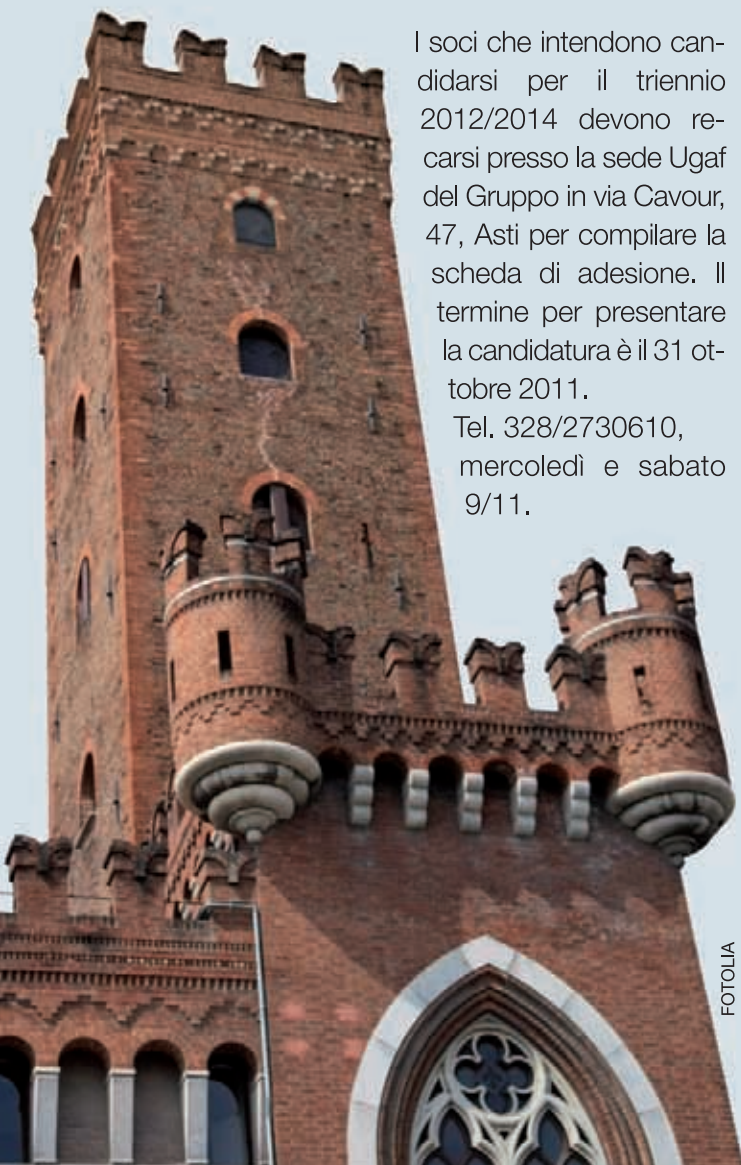 I soci che intendono can-
didarsi per il triennio
2012/2014 devono re-
carsi presso la sede Ugaf
del Gruppo in via Cavour,
47, Asti per compilare la
scheda di adesione. Il
termine per presentare
la candidatura è il 31 ot-
tobre 2011.
Tel. 328/2730610,
mercoledì e sabato
9/11.
FOTOLIA